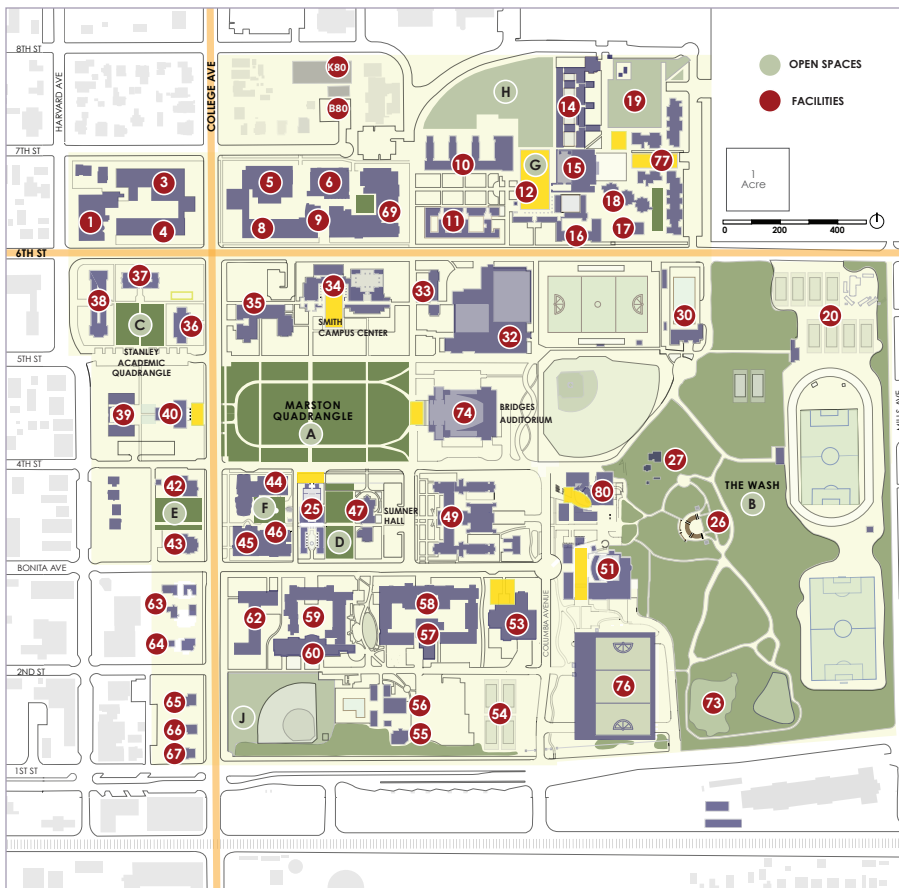 8TH ST
HARVARD AVE
COLLEGE AVE
K80
B80
H
14
19
OPEN SPACES
FACILITIES
7TH ST
3
1
4
5
6
8
9
69
10
11
G
12
15
77
18
17
16
1
Acre
0
200
400
6TH ST
37
38
C
36
STANLEY
ACADEMIC
QUADRANGLE
35
34
33
SMITH
CAMPUS CENTER
32
30
20
5TH ST
39
40
MARSTON
QUADRANGLE
A
74
BRIDGES
AUDITORIUM
MILLS AVE
4TH ST
42
E
43
44
F
45
46
25
47
SUMNER
HALL
D
49
80
27
THE WASH
B
26
BONITA AVE
51
63
64
62
59
60
58
57
53
COLUMBIA AVENUE
2ND ST
65
66
67
J
56
55
54
76
73
1ST ST